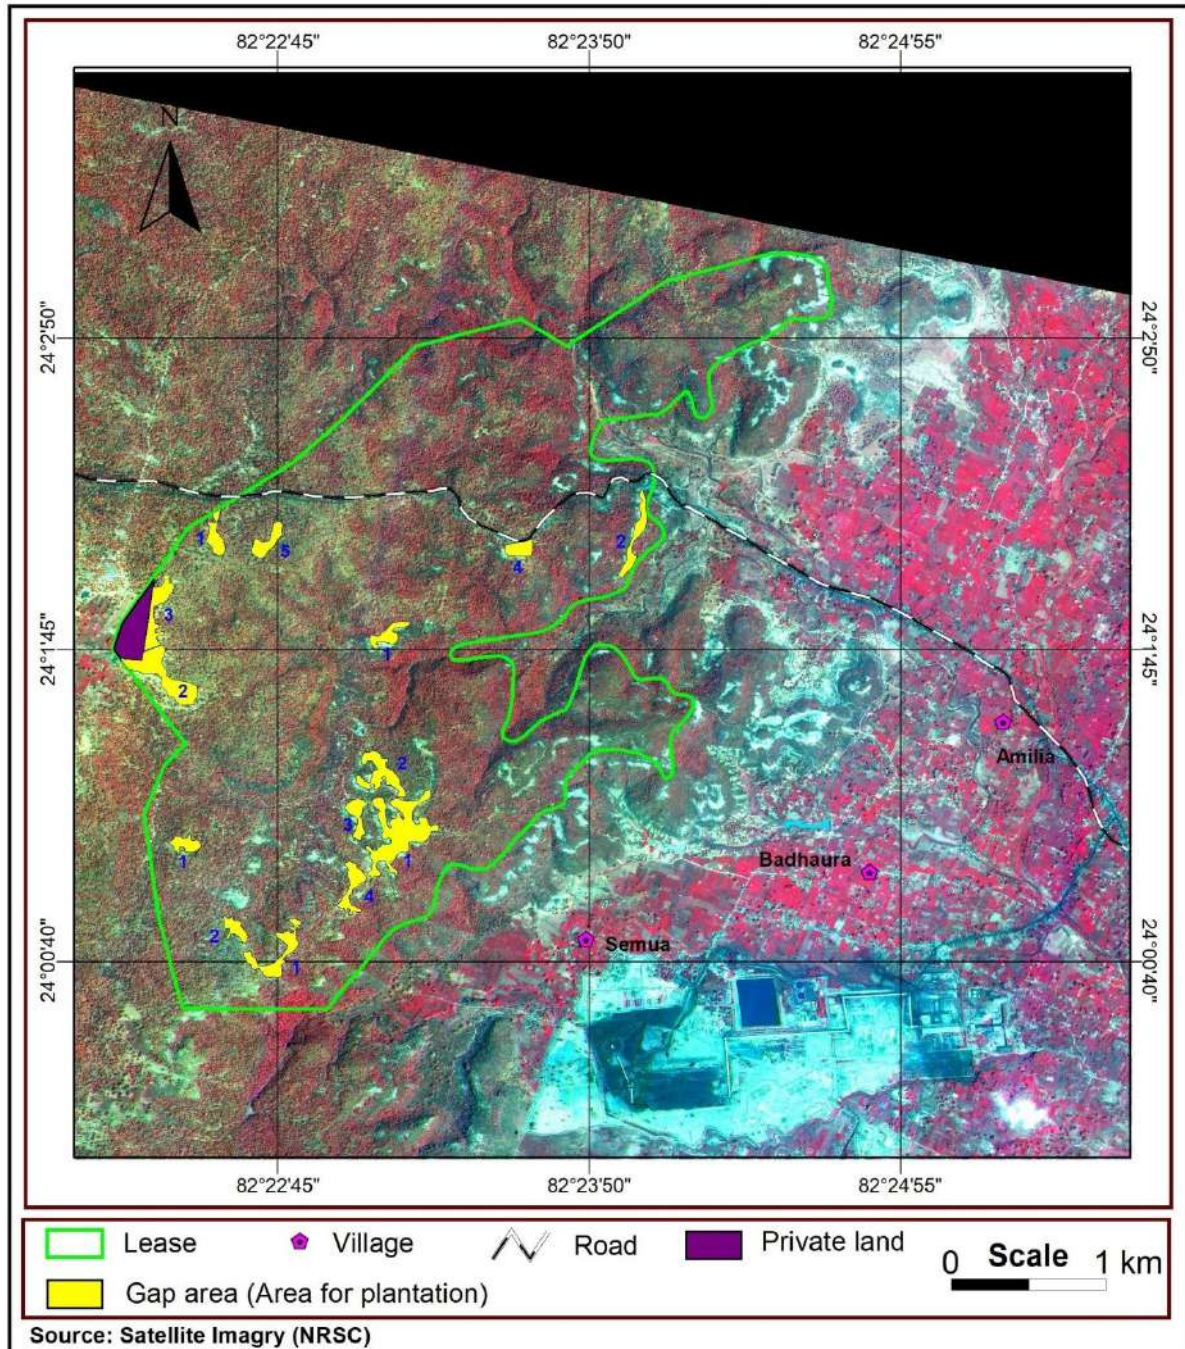 82°22'45" 82°23'50" 82°24'55"
N
24°2'50" 24°2'50"
1 5 4 2
3
24°1'45" 1 24°1'45"
2
Amilia
2
3
1 1
Badhaura
4
2
Semua
1
24°00'40" 24°00'40"
82°22'45" 82°23'50" 82°24'55"
Lease Village Road Private land
0 Scale 1 km
Gap area (Area for plantation)
Source: Satellite Imagry (NRSC)